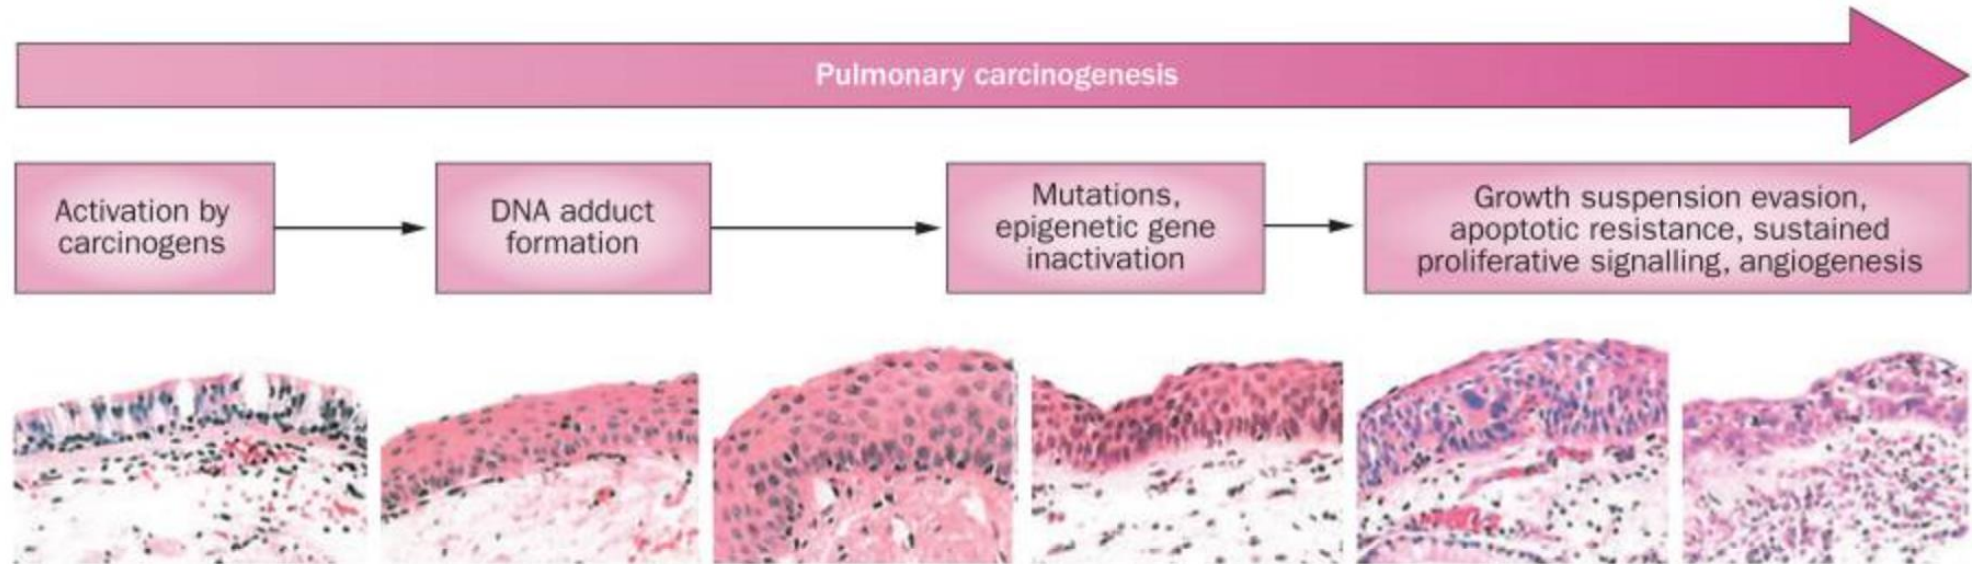 Pulmonary carcinogenesis
Activation by
carcinogens
DNA adduct
formation
Mutations,
epigenetic gene
inactivation
Growth suspension evasion,
apoptotic resistance, sustained
proliferative signalling, angiogenesis